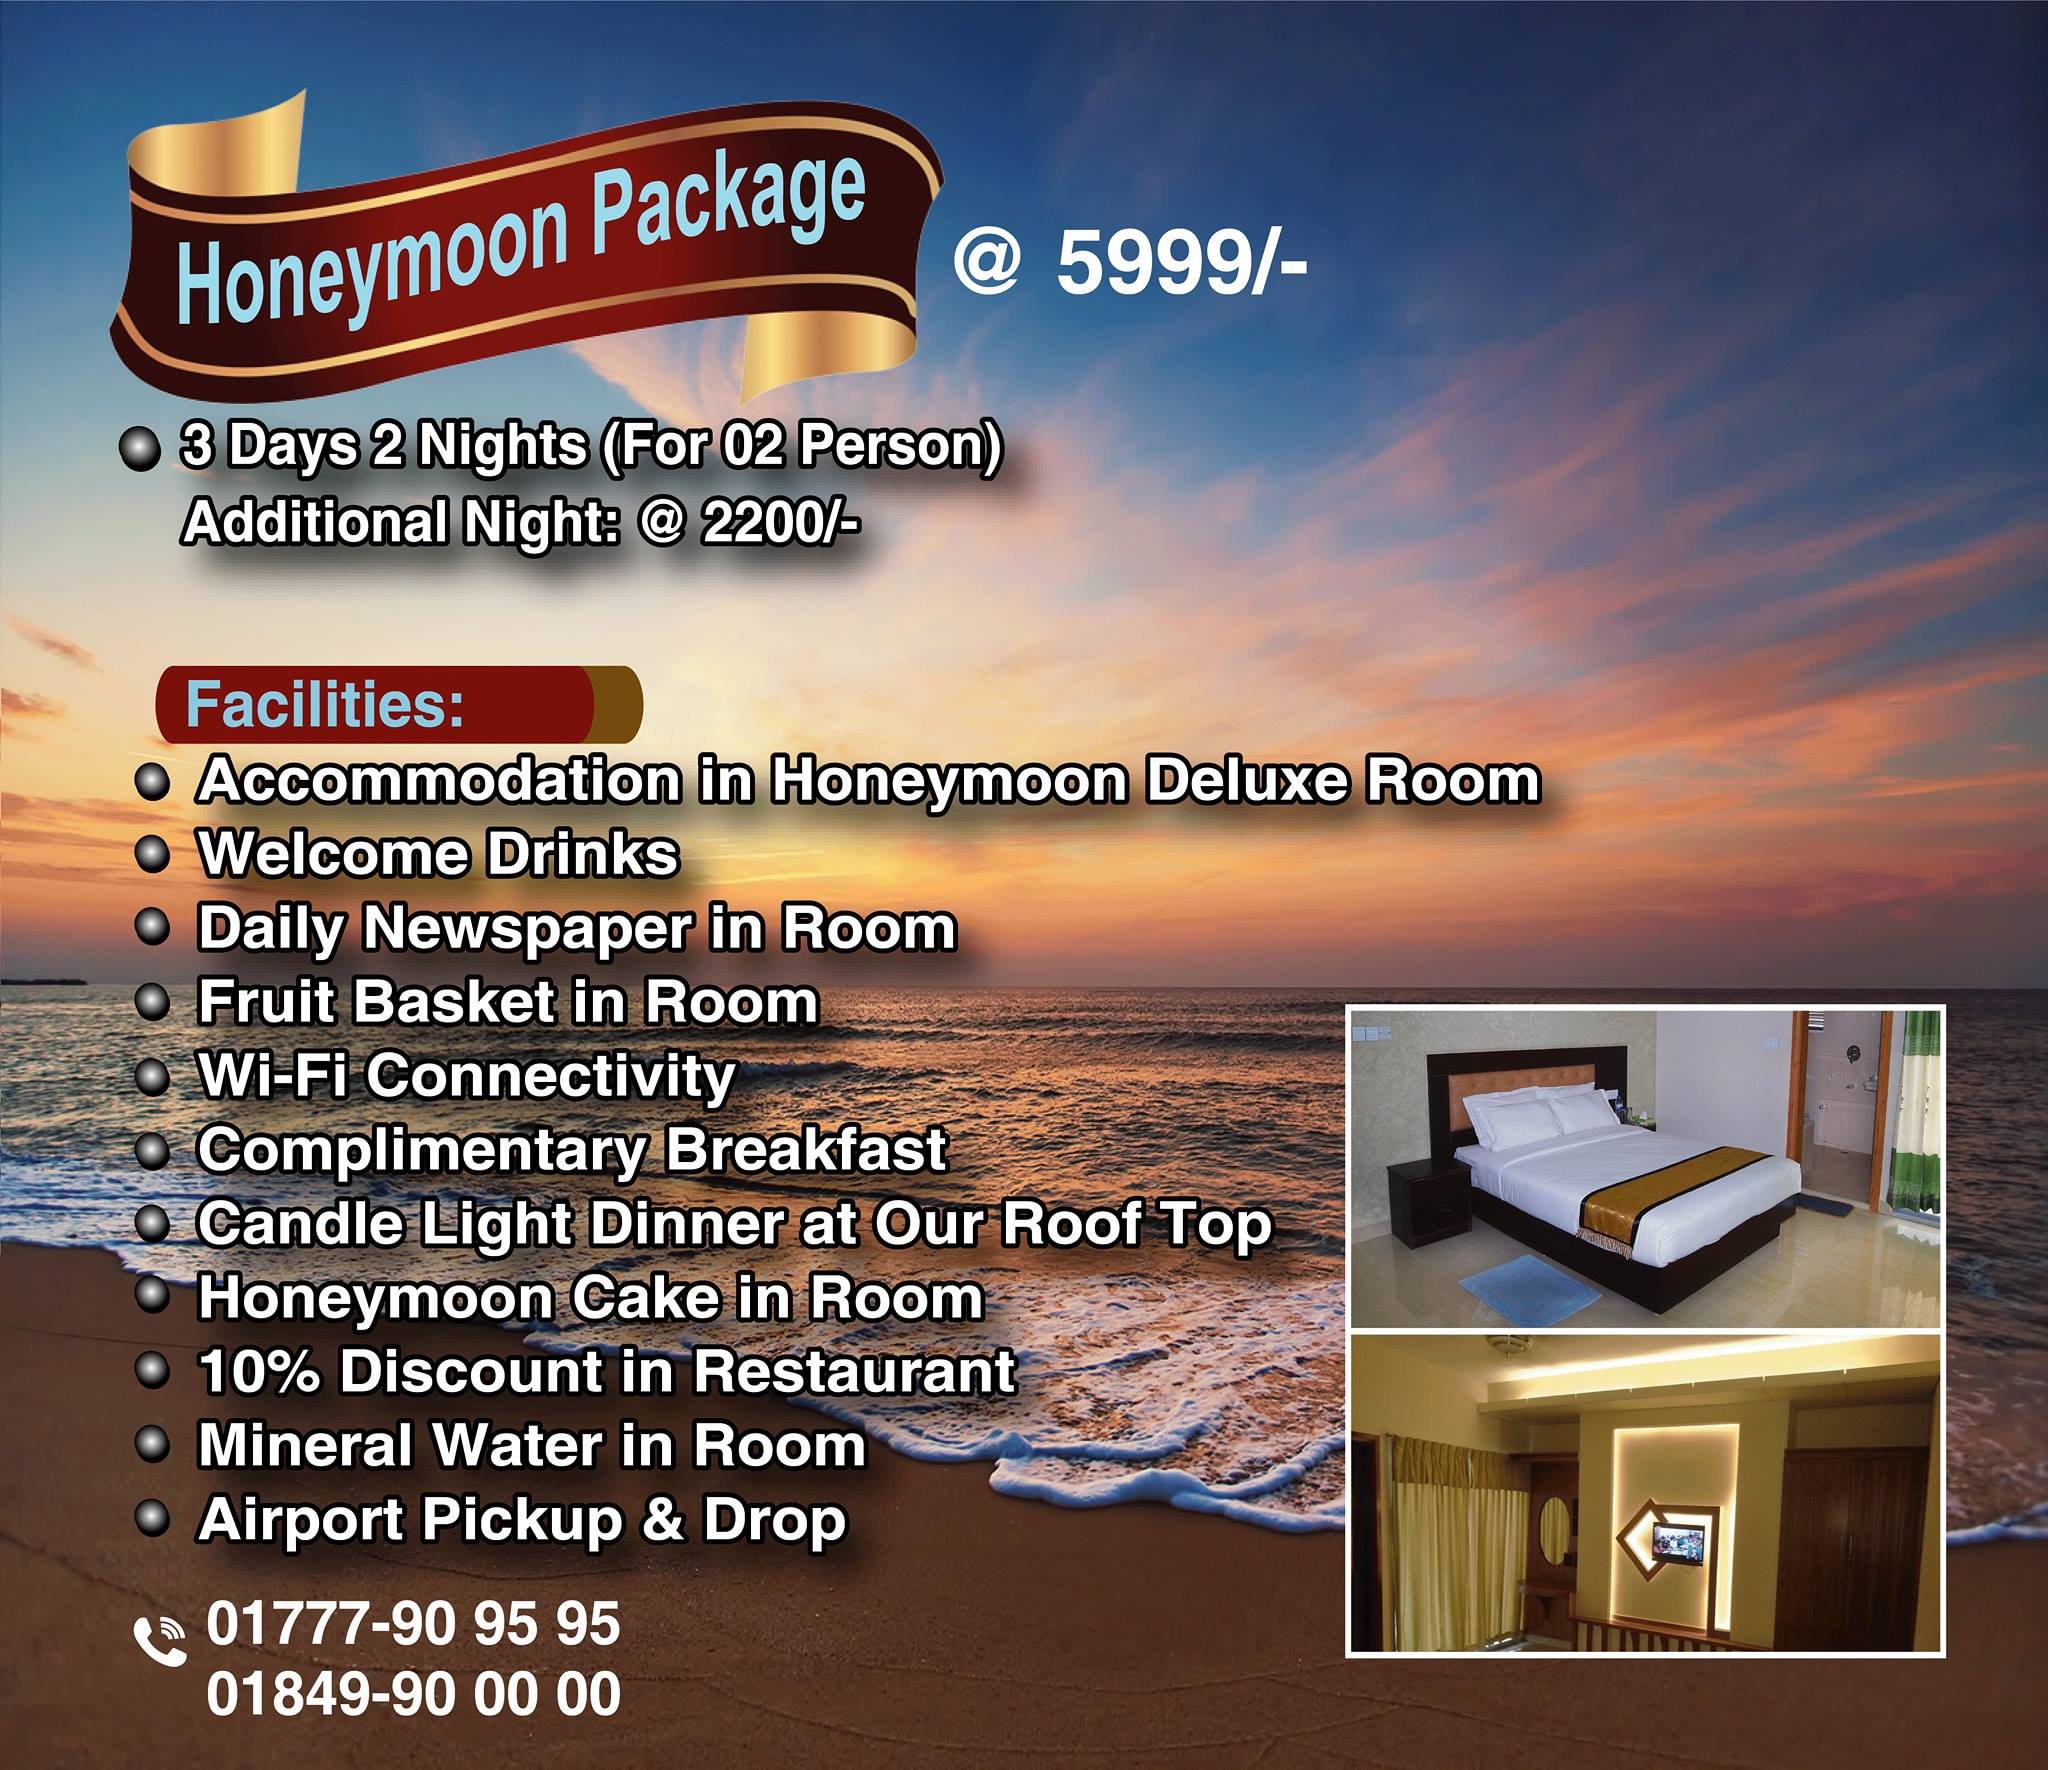 Honeymoon Package @ 5999/-
3 Days 2 Nights (For 02 Person)
Additional Night: @ 2200/-
Facilities:
Accommodation in Honeymoon Deluxe Room
Welcome Drinks
Daily Newspaper in Room
Fruit Basket in Room
Wi-Fi Connectivity
Complimentary Breakfast
Candle Light Dinner at Our Roof Top
Honeymoon Cake in Room
10% Discount in Restaurant
Mineral Water in Room
Airport Pickup & Drop
01777-90 95 95
01849-90 00 00